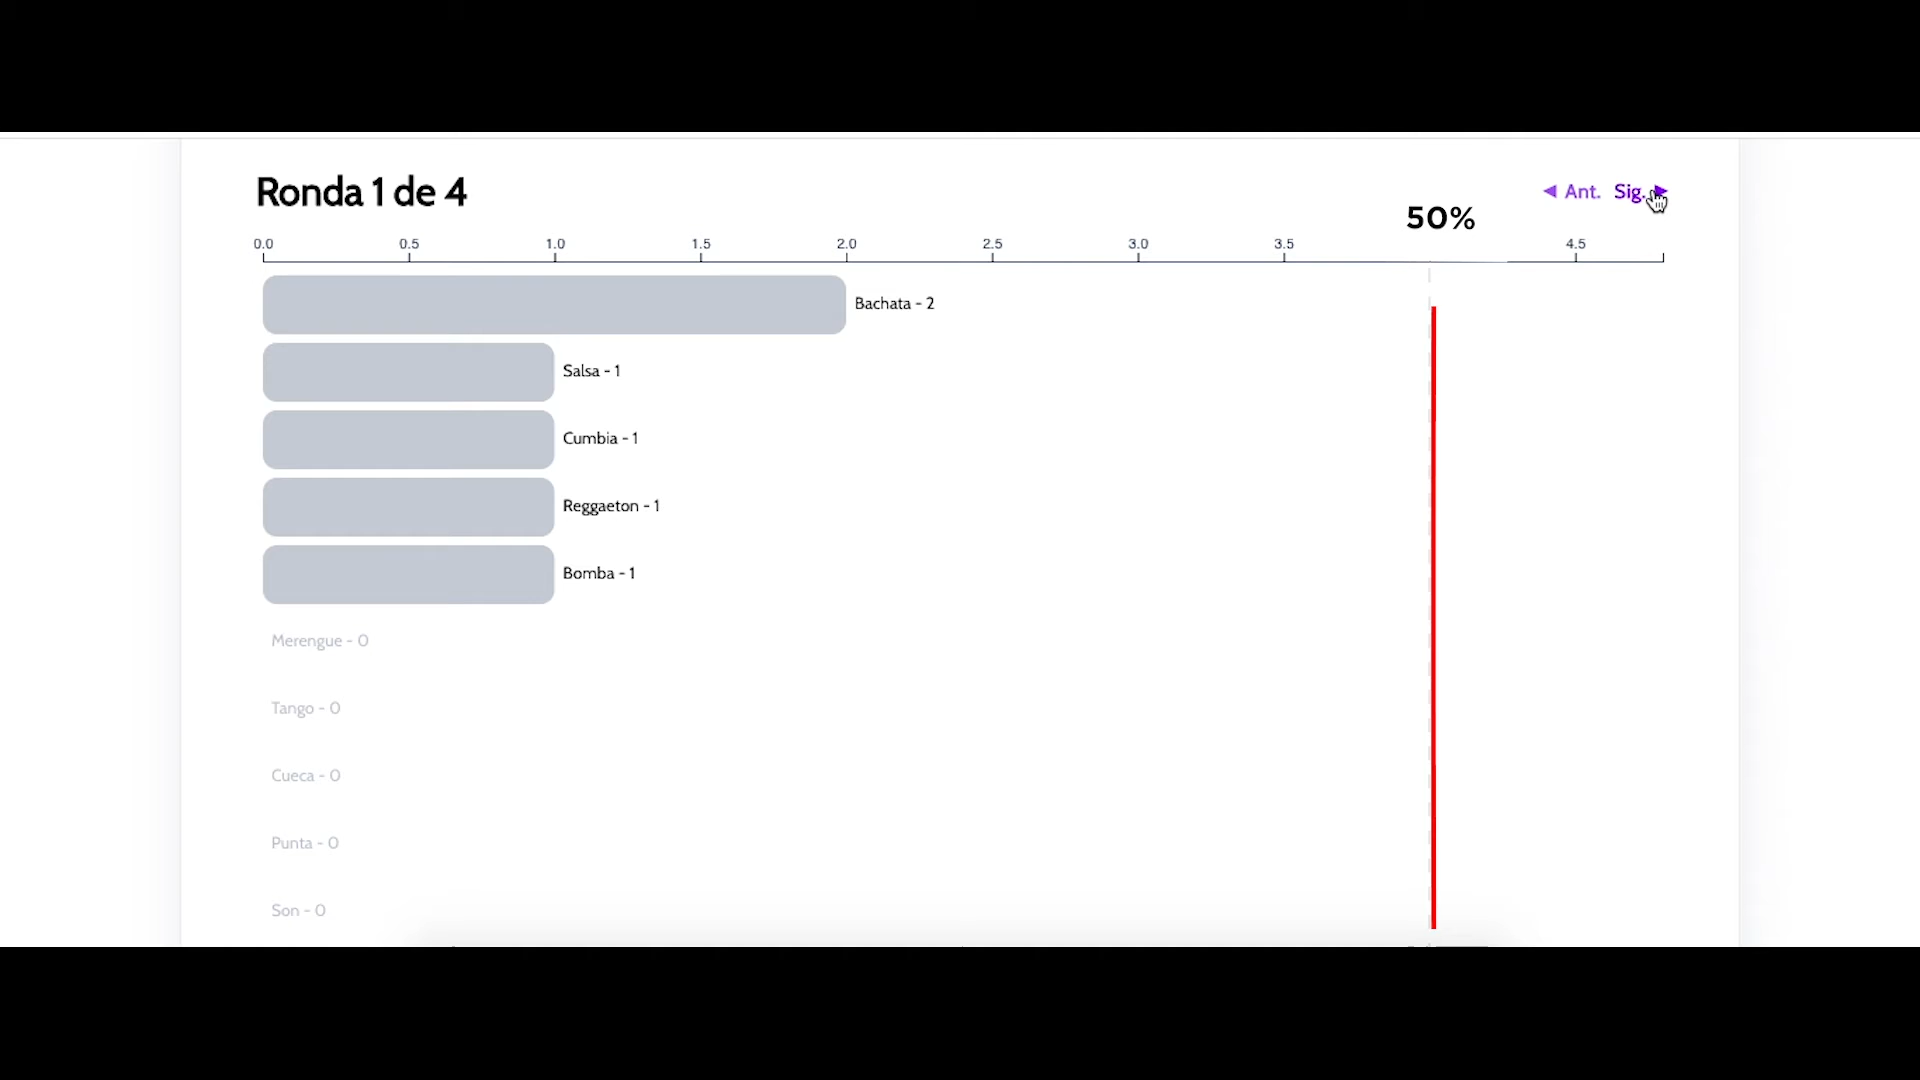 Ronda 1 de 4
◀ Ant. Sig. ▶
50%
0.0 0.5 1.0 1.5 2.0 2.5 3.0 3.5 4.5
Bachata - 2
Salsa - 1
Cumbia - 1
Reggaeton - 1
Bomba - 1
Merengue - 0
Tango - 0
Cueca - 0
Punta - 0
Son - 0